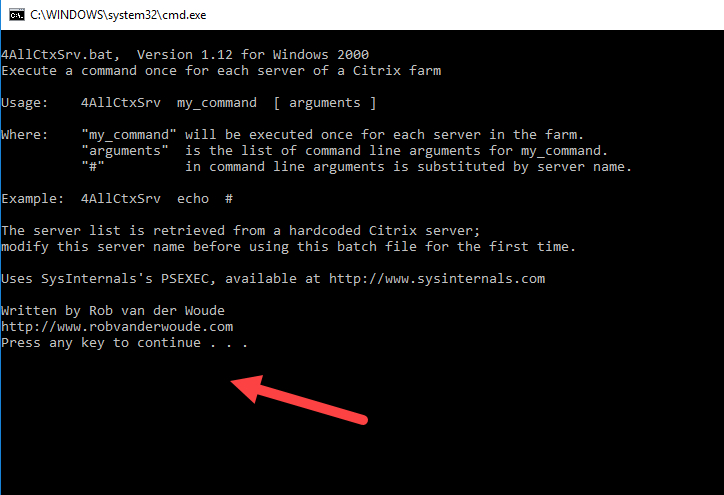 C:\WINDOWS\system32\cmd.exe
4AllCtxSrv.bat,  Version 1.12 for Windows 2000
Execute a command once for each server of a Citrix farm
Usage:    4AllCtxSrv  my_command  [ arguments ]
Where:    "my_command" will be executed once for each server in the farm.
"arguments"  is the list of command line arguments for my_command.
"#"          in command line arguments is substituted by server name.
Example:  4AllCtxSrv  echo  #
The server list is retrieved from a hardcoded Citrix server;
modify this server name before using this batch file for the first time.
Uses SysInternals's PSEXEC, available at http://www.sysinternals.com
Written by Rob van der Woude
http://www.robvanderwoude.com
Press any key to continue . . .